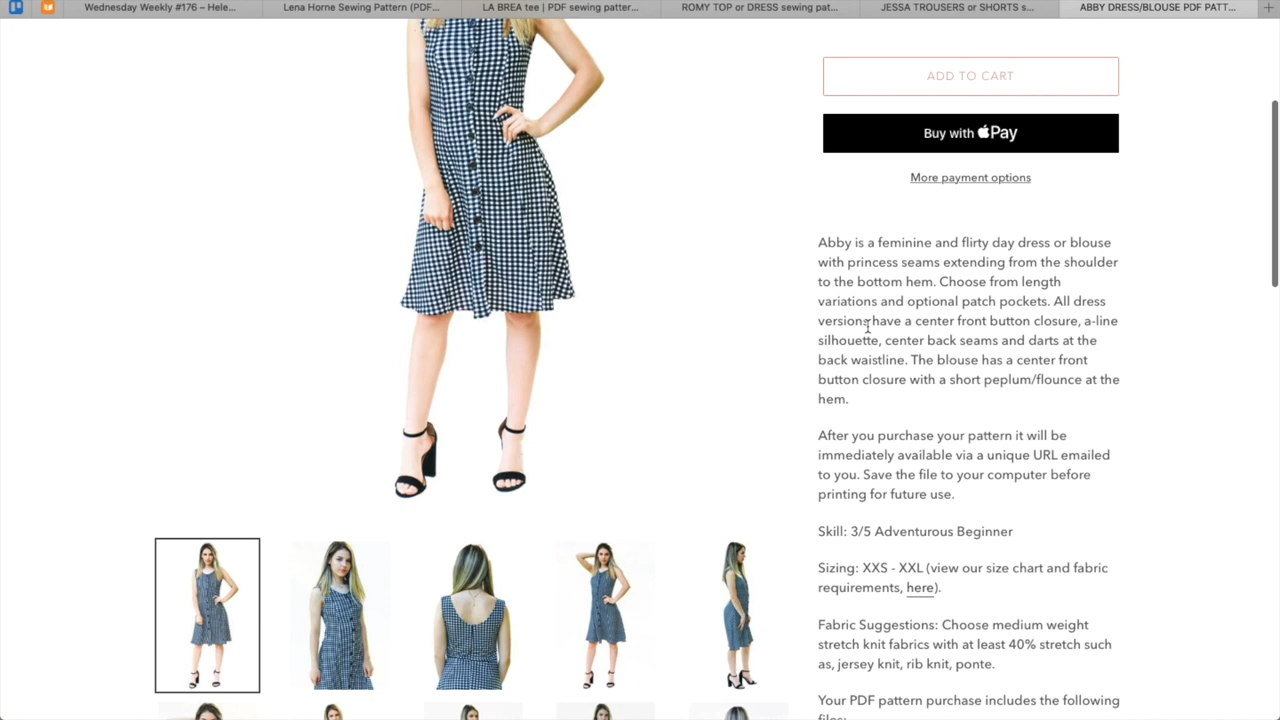 Wednesday Weekly #176 – Hele...
Lena Horne Sewing Pattern (PDF...
LA BREA tee | PDF sewing patter...
ROMY TOP or DRESS sewing pat...
JESSA TROUSERS or SHORTS s...
ABBY DRESS/BLOUSE PDF PATT...
ADD TO CART
Buy with Pay
More payment options
Abby is a feminine and flirty day dress or blouse
with princess seams extending from the shoulder
to the bottom hem. Choose from length
variations and optional patch pockets. All dress
versions have a center front button closure, a-line
silhouette, center back seams and darts at the
back waistline. The blouse has a center front
button closure with a short peplum/flounce at the
hem.
After you purchase your pattern it will be
immediately available via a unique URL emailed
to you. Save the file to your computer before
printing for future use.
Skill: 3/5 Adventurous Beginner
Sizing: XXS - XXL (view our size chart and fabric
requirements, here).
Fabric Suggestions: Choose medium weight
stretch knit fabrics with at least 40% stretch such
as, jersey knit, rib knit, ponte.
Your PDF pattern purchase includes the following
files: